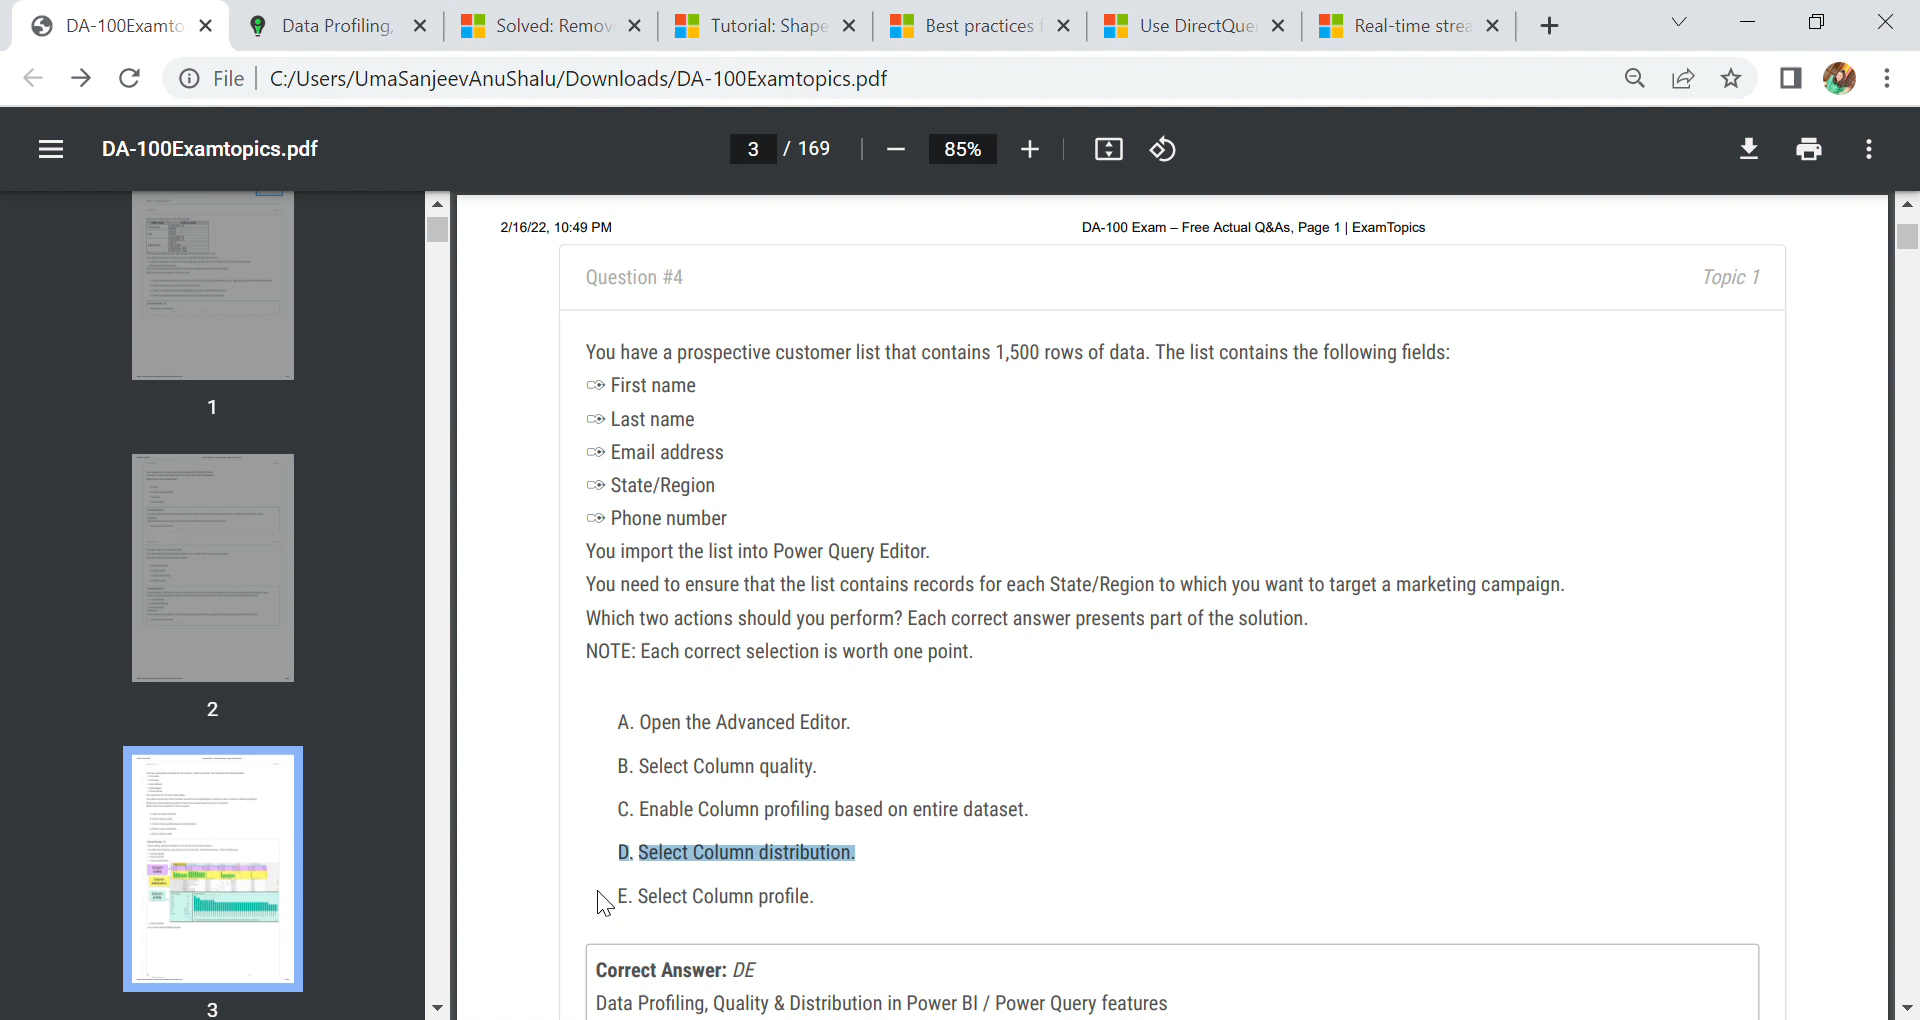 DA-100Examto
Data Profiling,
Solved: Remov
Tutorial: Shape
Best practices f
Use DirectQue
Real-time strea
File
C:/Users/UmaSanjeevAnuShalu/Downloads/DA-100Examtopics.pdf
DA-100Examtopics.pdf
3 / 169
85%
1
2
3
2/16/22, 10:49 PM
DA-100 Exam – Free Actual Q&As, Page 1 | ExamTopics
Question #4
Topic 1
You have a prospective customer list that contains 1,500 rows of data. The list contains the following fields:
First name
Last name
Email address
State/Region
Phone number
You import the list into Power Query Editor.
You need to ensure that the list contains records for each State/Region to which you want to target a marketing campaign.
Which two actions should you perform? Each correct answer presents part of the solution.
NOTE: Each correct selection is worth one point.
A. Open the Advanced Editor.
B. Select Column quality.
C. Enable Column profiling based on entire dataset.
D. Select Column distribution.
E. Select Column profile.
Correct Answer: DE
Data Profiling, Quality & Distribution in Power BI / Power Query features